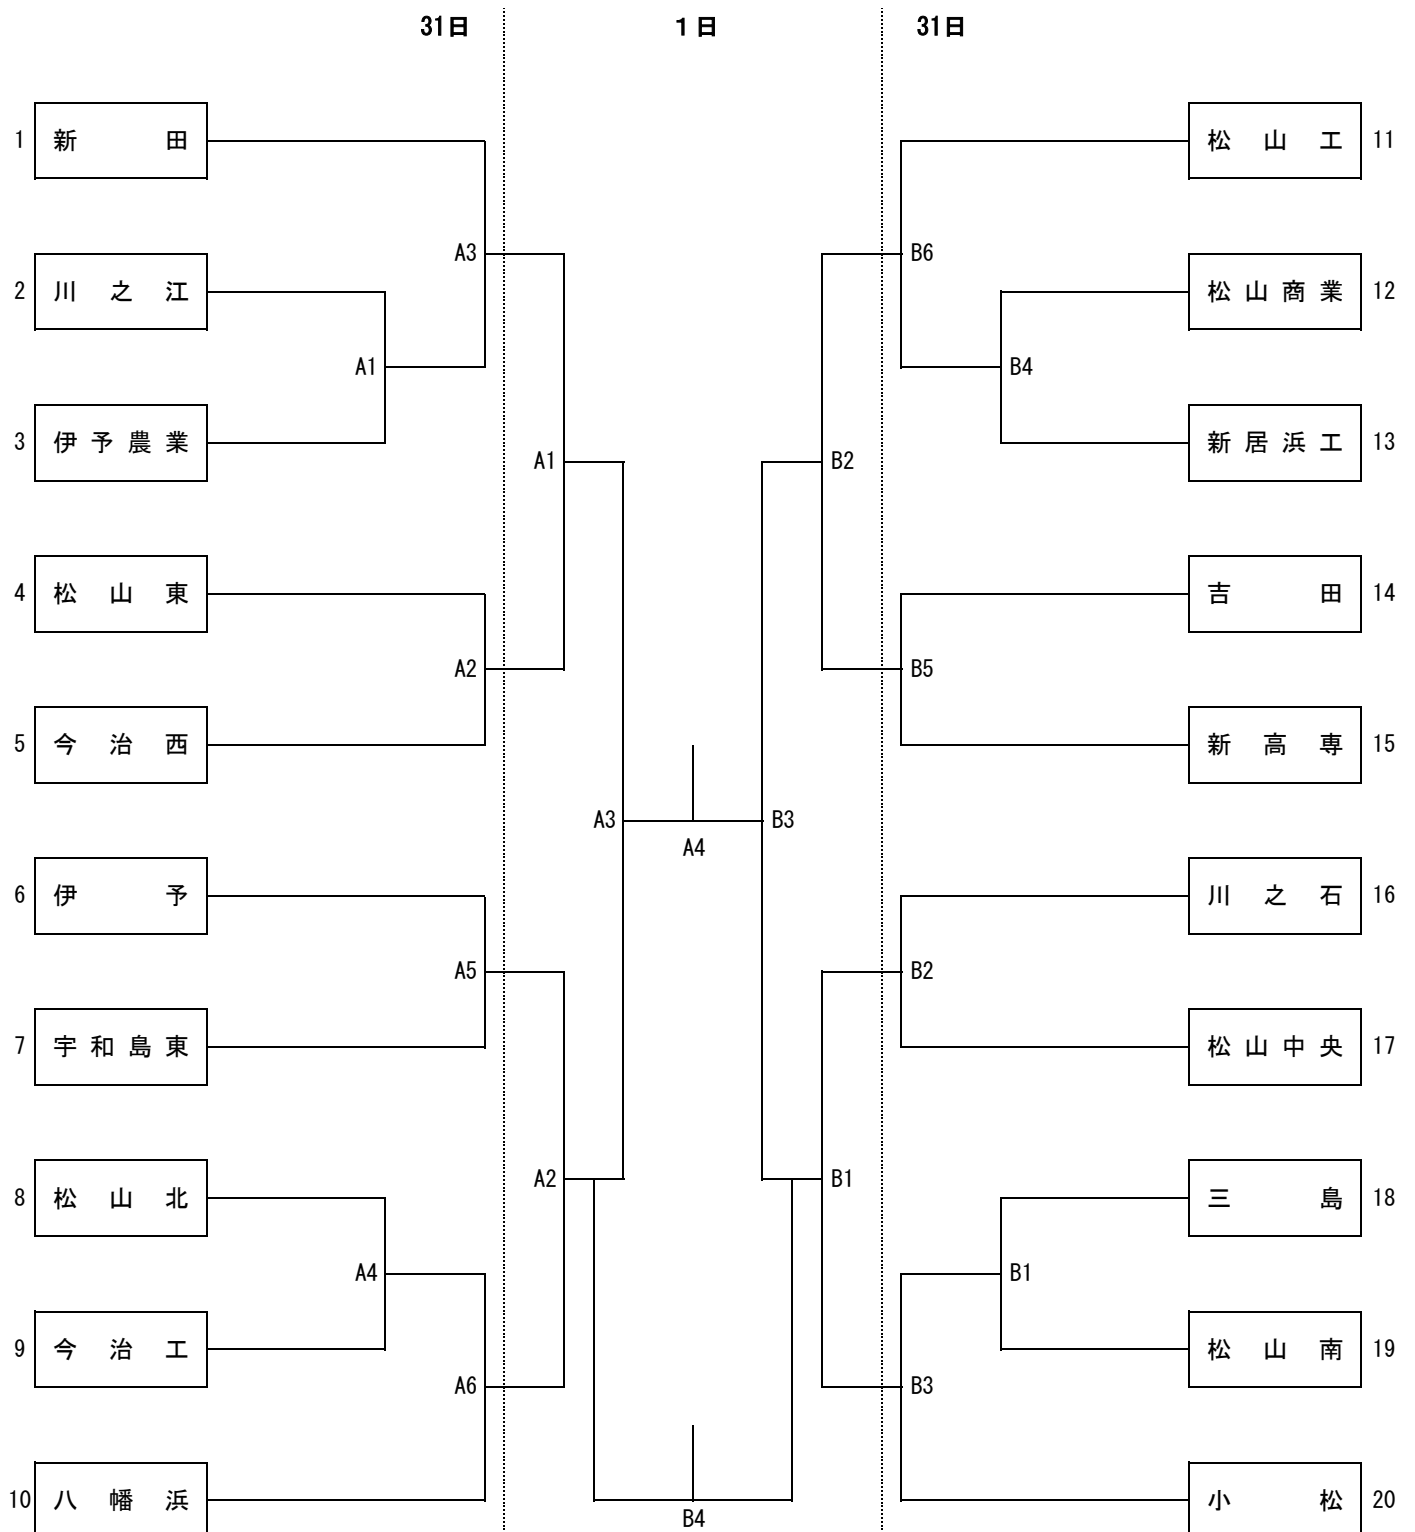 31日
1日
31日
1 新田
2 川之江
3 伊予農業
4 松山東
5 今治西
6 伊予
7 宇和島東
8 松山北
9 今治工
10 八幡浜
A3
A1
A2
A5
A4
A6
A1
A2
A3
A4
B4
B3
B2
B1
B6
B4
B5
B2
B1
B3
松山工 11
松山商業 12
新居浜工 13
吉田 14
新高専 15
川之石 16
松山中央 17
三島 18
松山南 19
小松 20